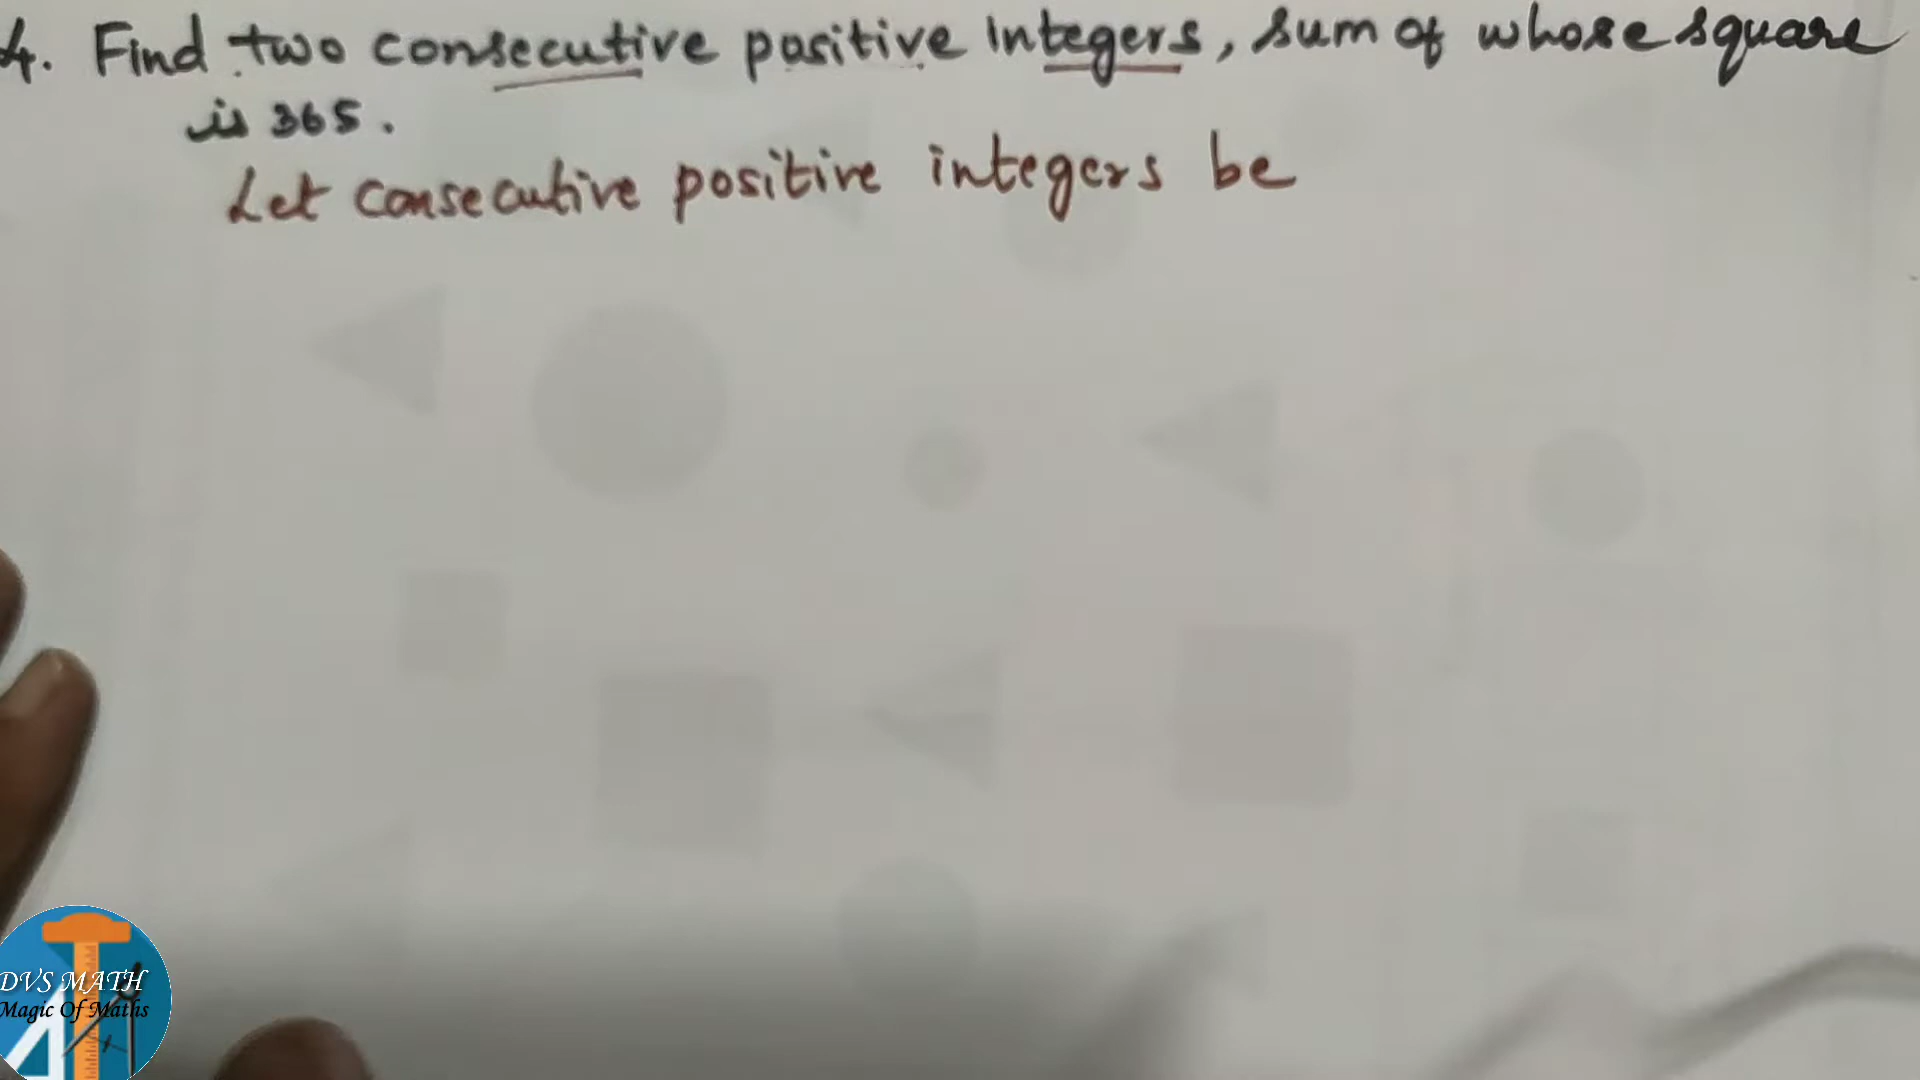 4. Find two consecutive positive integers, sum of whose square
is 365.
Let consecutive positive integers be
DVS MATH
Magic Of Maths